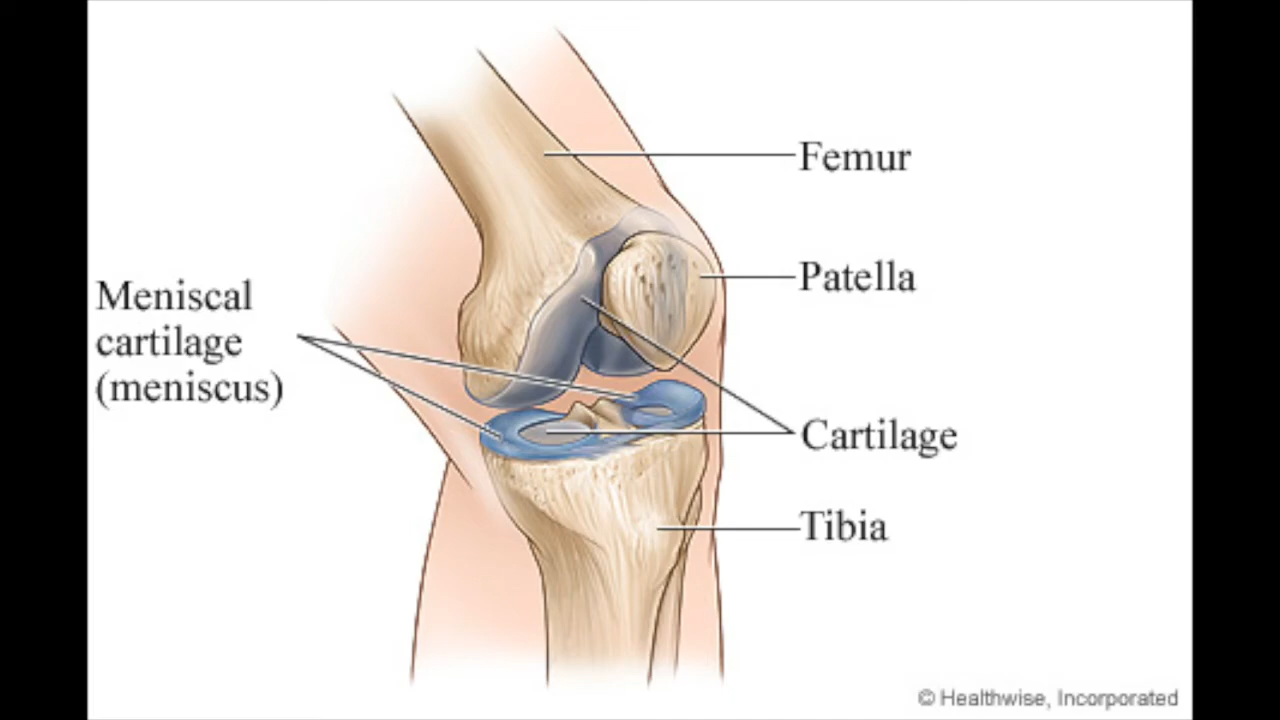 Femur
Patella
Meniscal
cartilage
(meniscus)
Cartilage
Tibia
© Healthwise, Incorporated